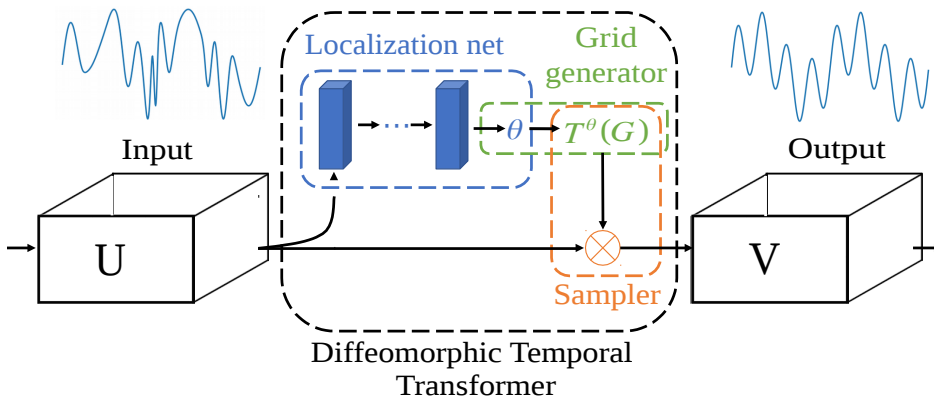 Localization net
Grid
generator
θ
T^θ(G)
Input
Output
U
V
Sampler
Diffeomorphic Temporal
Transformer